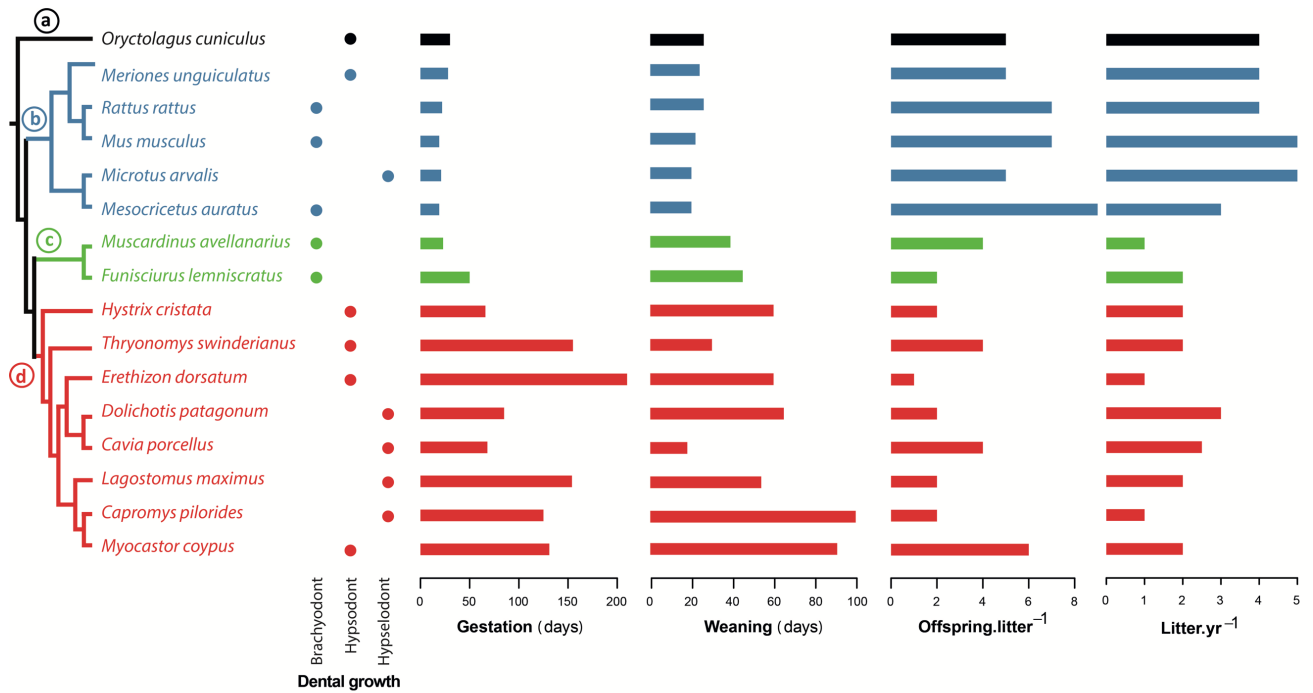 a
Oryctolagus cuniculus
Meriones unguiculatus
Rattus rattus
b
Mus musculus
Microtus arvalis
Mesocricetus auratus
c
Muscardinus avellanarius
Funisciurus lemniscratus
Hystrix cristata
Thryonomys swinderianus
d
Erethizon dorsatum
Dolichotis patagonum
Cavia porcellus
Lagostomus maximus
Capromys pilorides
Myocastor coypus
Brachyodont
Hypsodont
Hypselodont
Dental growth
0 50 100 150 200
Gestation (days)
0 20 40 60 80 100
Weaning (days)
0 2 4 6 8
Offspring.litter⁻¹
0 1 2 3 4 5
Litter.yr⁻¹